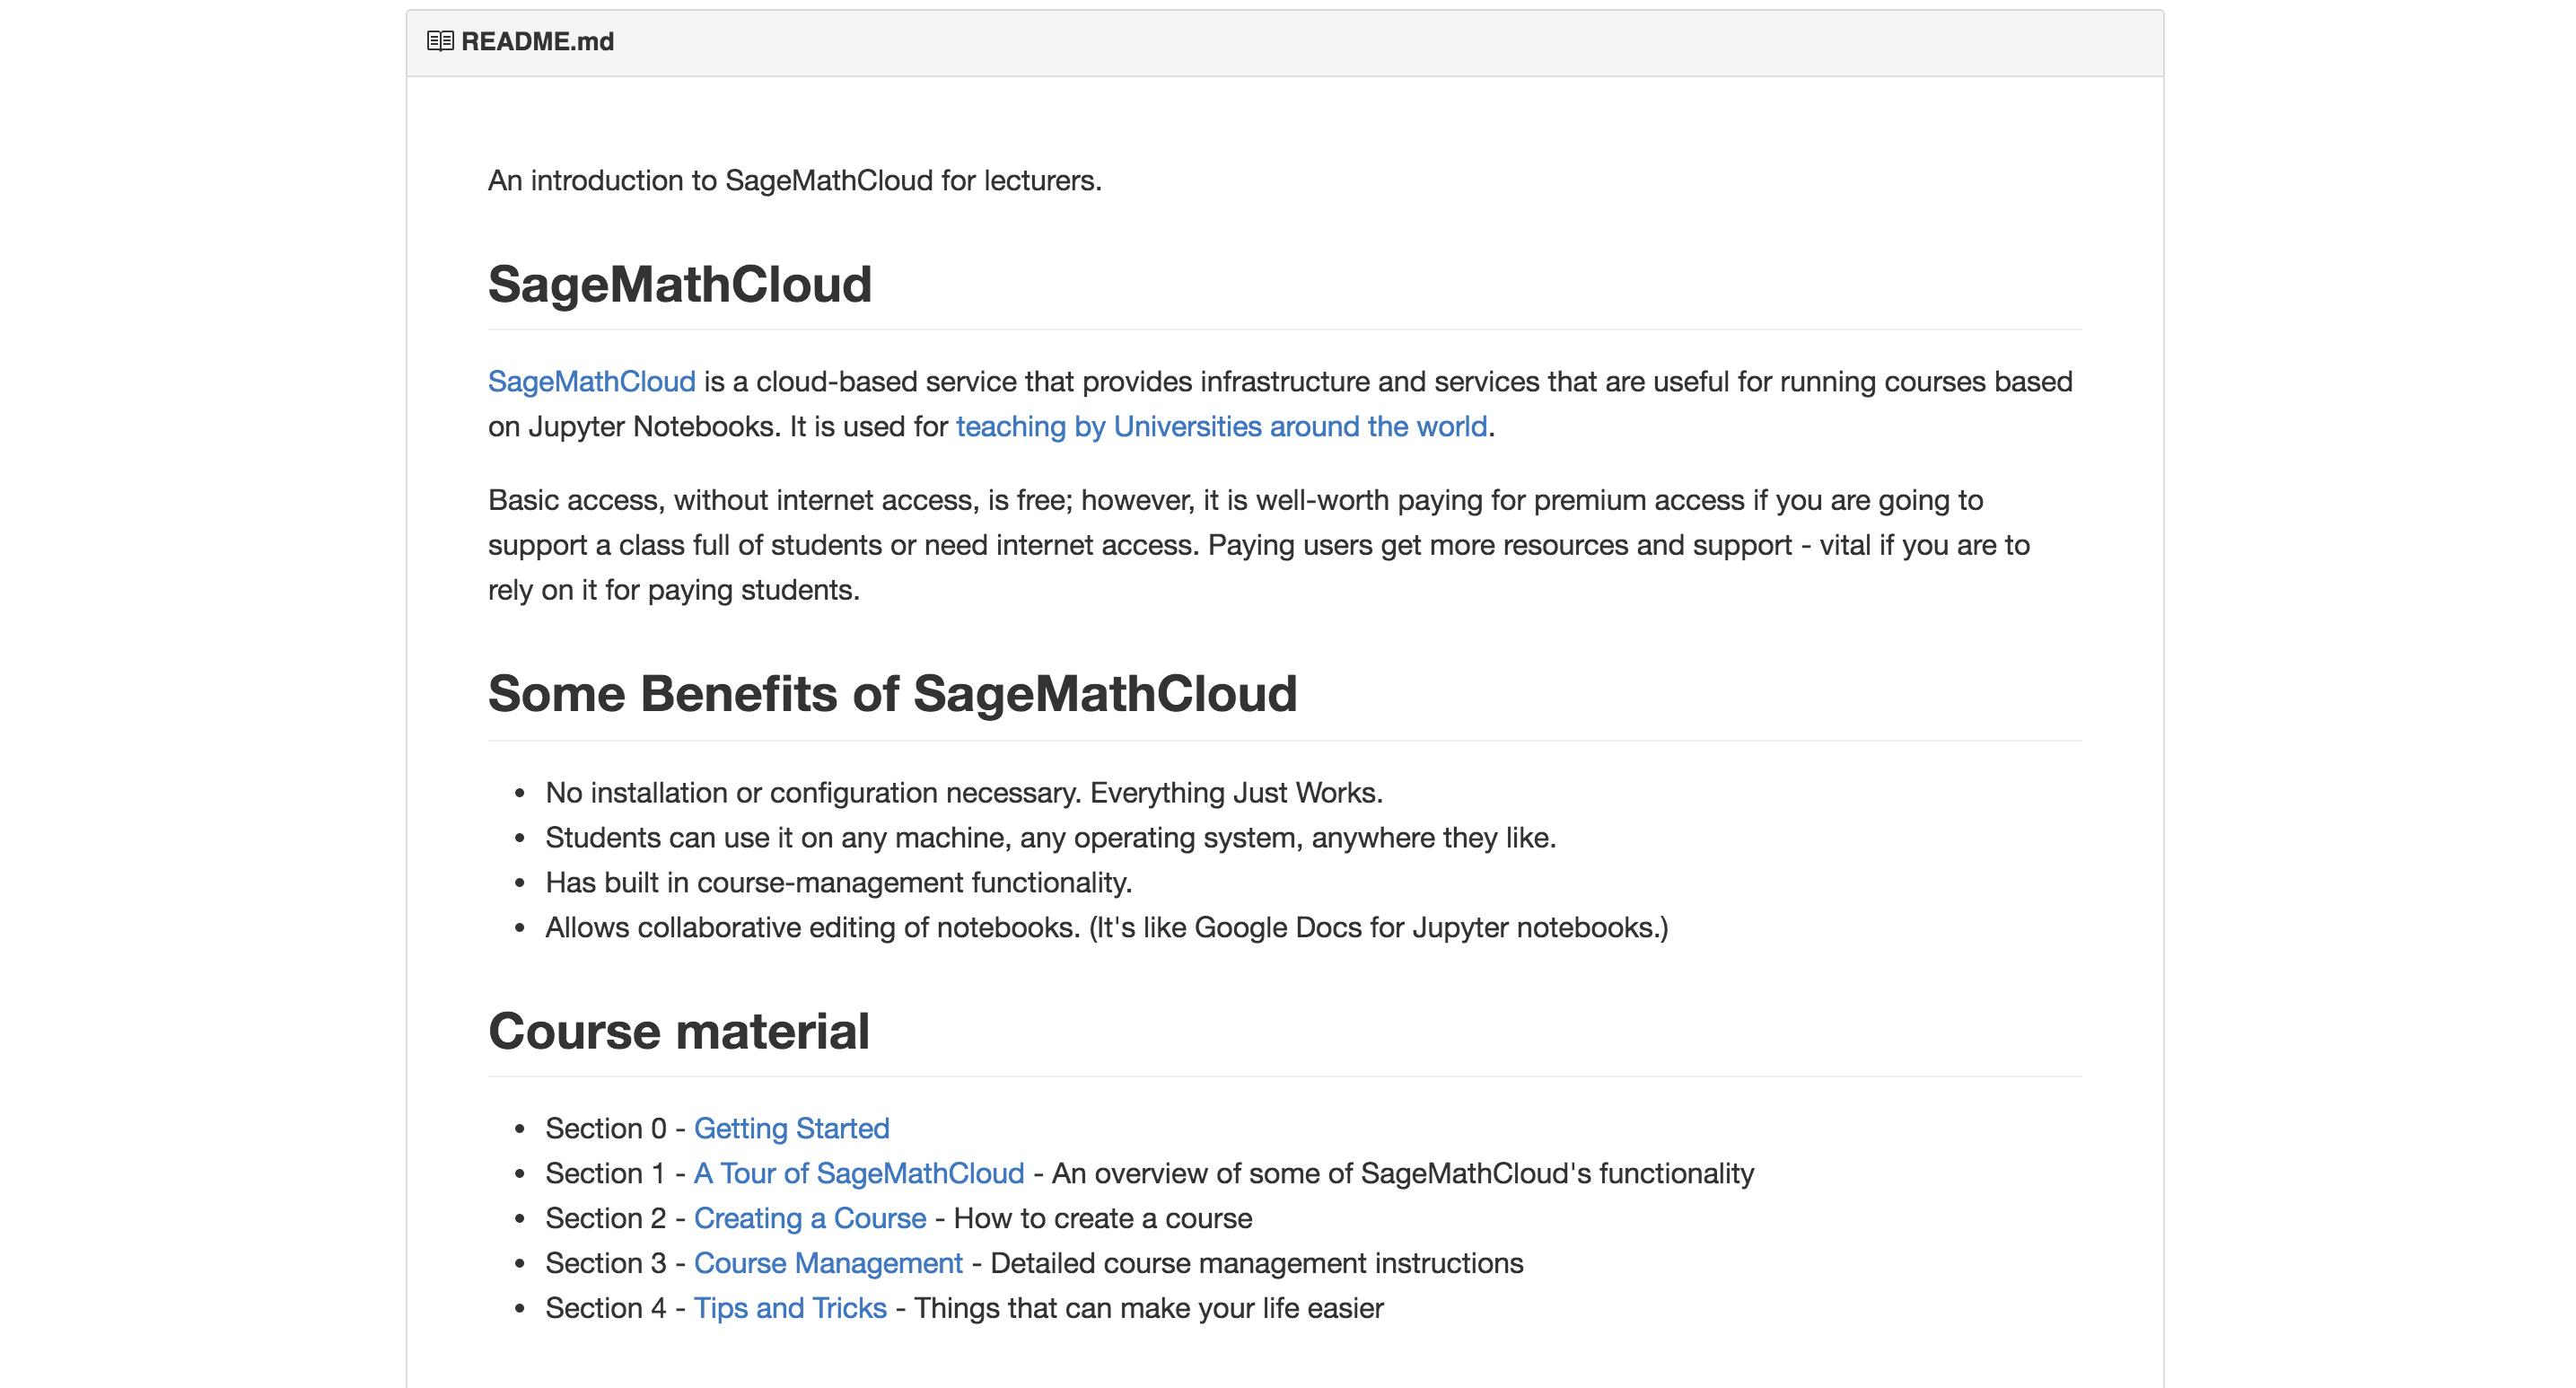 README.md
An introduction to SageMathCloud for lecturers.
SageMathCloud
SageMathCloud is a cloud-based service that provides infrastructure and services that are useful for running courses based
on Jupyter Notebooks. It is used for teaching by Universities around the world.
Basic access, without internet access, is free; however, it is well-worth paying for premium access if you are going to
support a class full of students or need internet access. Paying users get more resources and support - vital if you are to
rely on it for paying students.
Some Benefits of SageMathCloud
• No installation or configuration necessary. Everything Just Works.
• Students can use it on any machine, any operating system, anywhere they like.
• Has built in course-management functionality.
• Allows collaborative editing of notebooks. (It's like Google Docs for Jupyter notebooks.)
Course material
• Section 0 - Getting Started
• Section 1 - A Tour of SageMathCloud - An overview of some of SageMathCloud's functionality
• Section 2 - Creating a Course - How to create a course
• Section 3 - Course Management - Detailed course management instructions
• Section 4 - Tips and Tricks - Things that can make your life easier